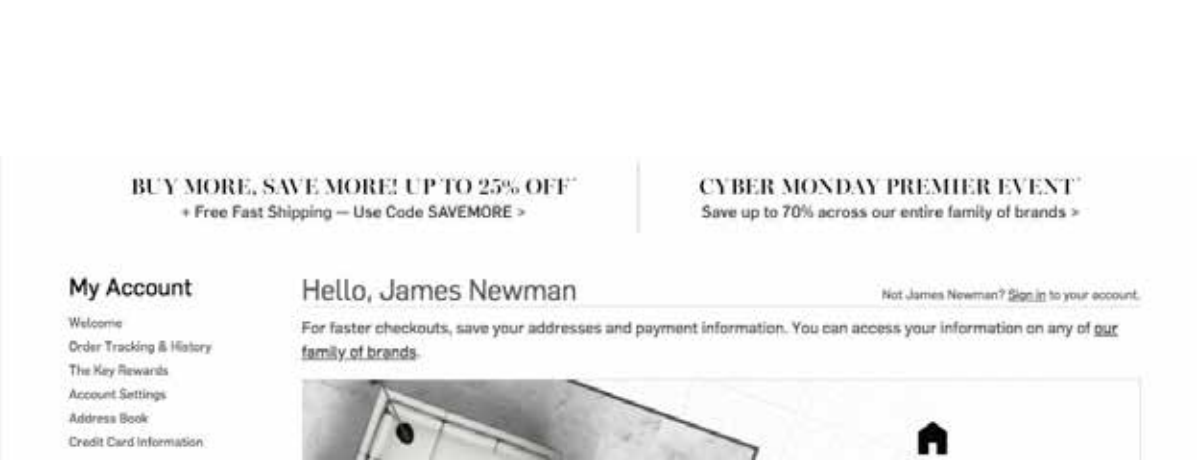 BUY MORE, SAVE MORE! UP TO 25% OFF*
+ Free Fast Shipping — Use Code SAVEMORE >
CYBER MONDAY PREMIER EVENT*
Save up to 70% across our entire family of brands >
My Account
Welcome
Order Tracking & History
The Key Rewards
Account Settings
Address Book
Credit Card Information
Hello, James Newman
Not James Newman? Sign in to your account.
For faster checkouts, save your addresses and payment information. You can access your information on any of our
family of brands.